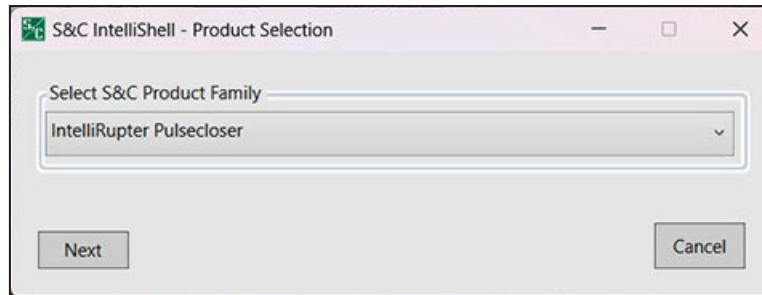 S&C IntelliShell - Product Selection
Select S&C Product Family
IntelliRupter Pulsecloser
Next
Cancel